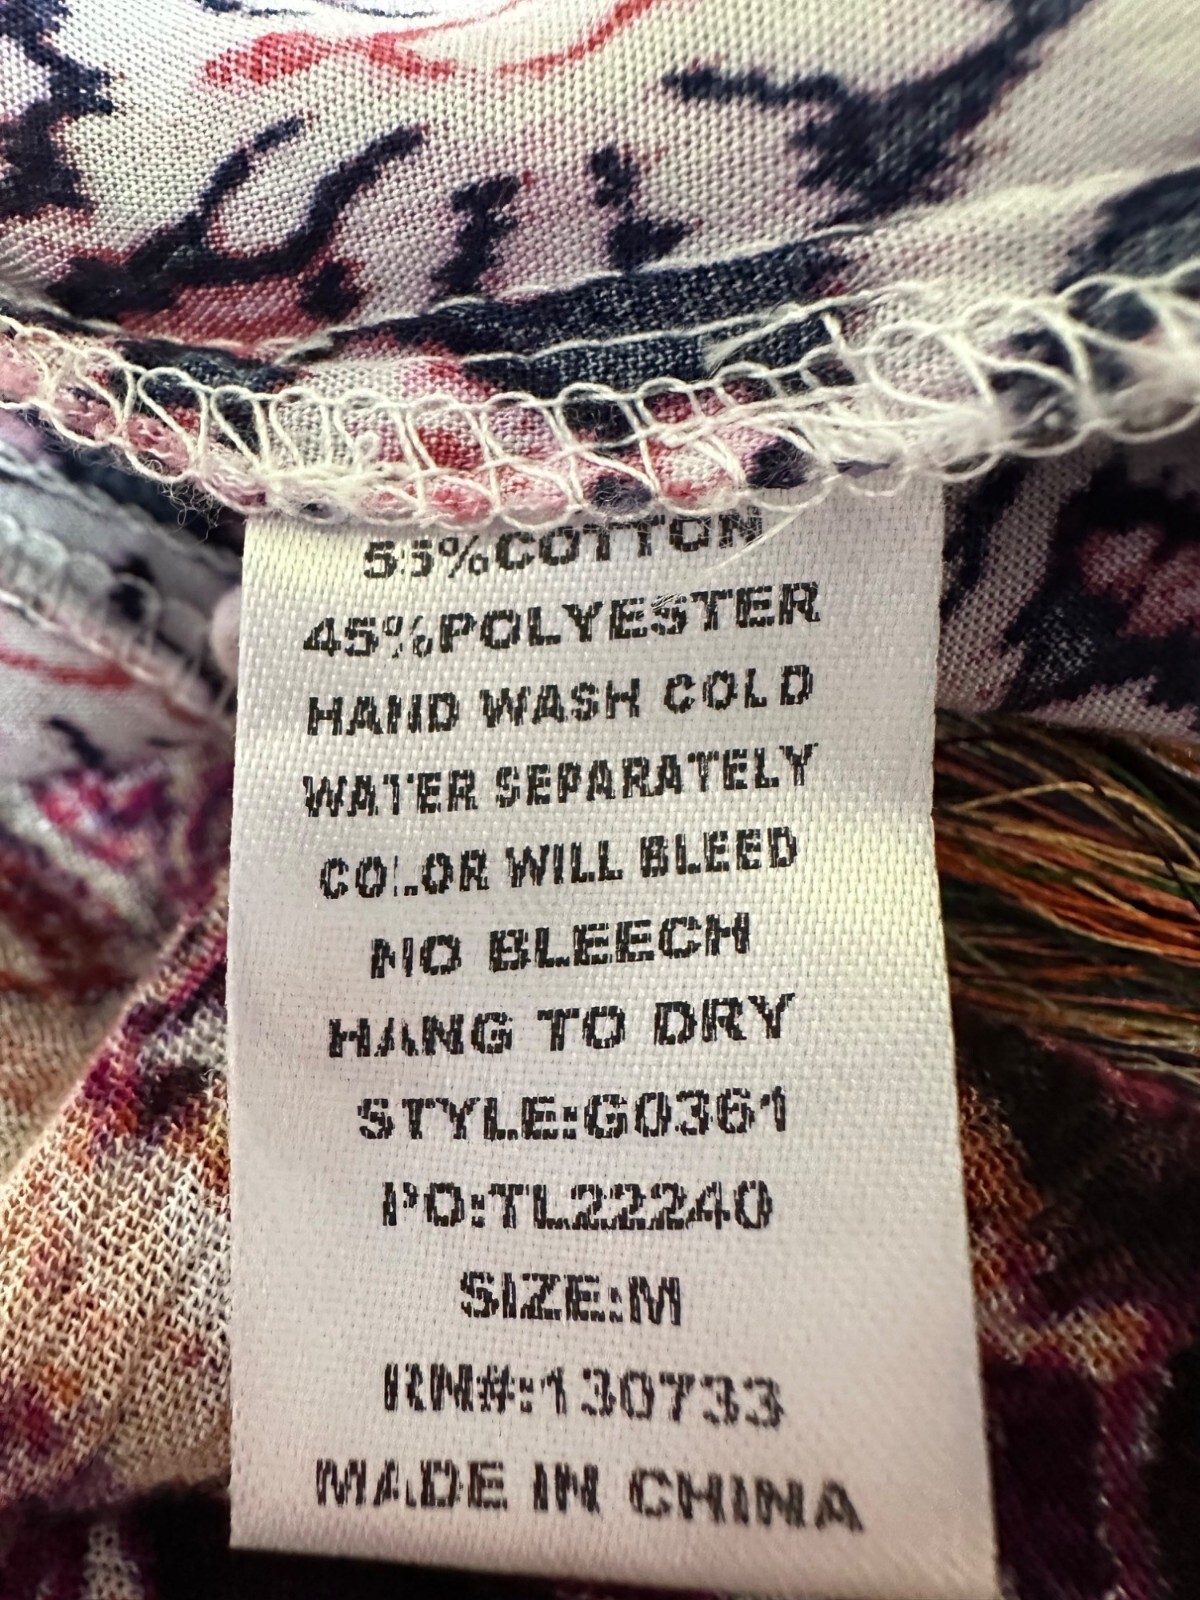 55%COTTON
45%POLYESTER
HAND WASH COLD
WATER SEPARATELY
COLOR WILL BLEED
NO BLEECH
HANG TO DRY
STYLE:G0361
PO:TL22240
SIZE:M
RN#:130733
MADE IN CHINA